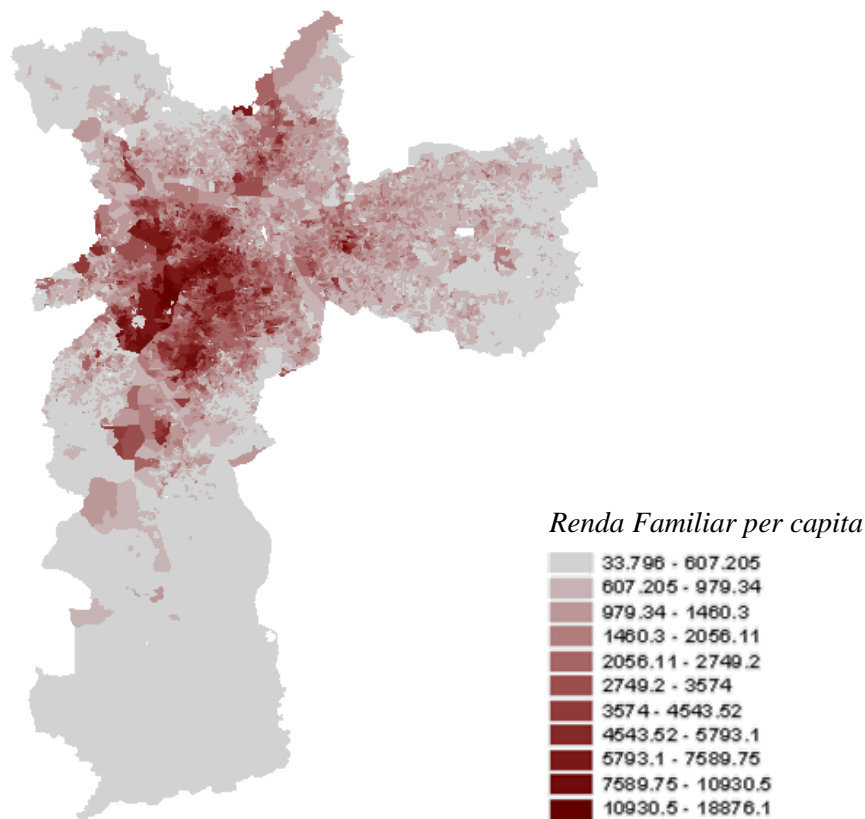 Renda Familiar per capita
33.796 - 607.205
607.205 - 979.34
979.34 - 1460.3
1460.3 - 2056.11
2056.11 - 2749.2
2749.2 - 3574
3574 - 4543.52
4543.52 - 5793.1
5793.1 - 7589.75
7589.75 - 10930.5
10930.5 - 18876.1